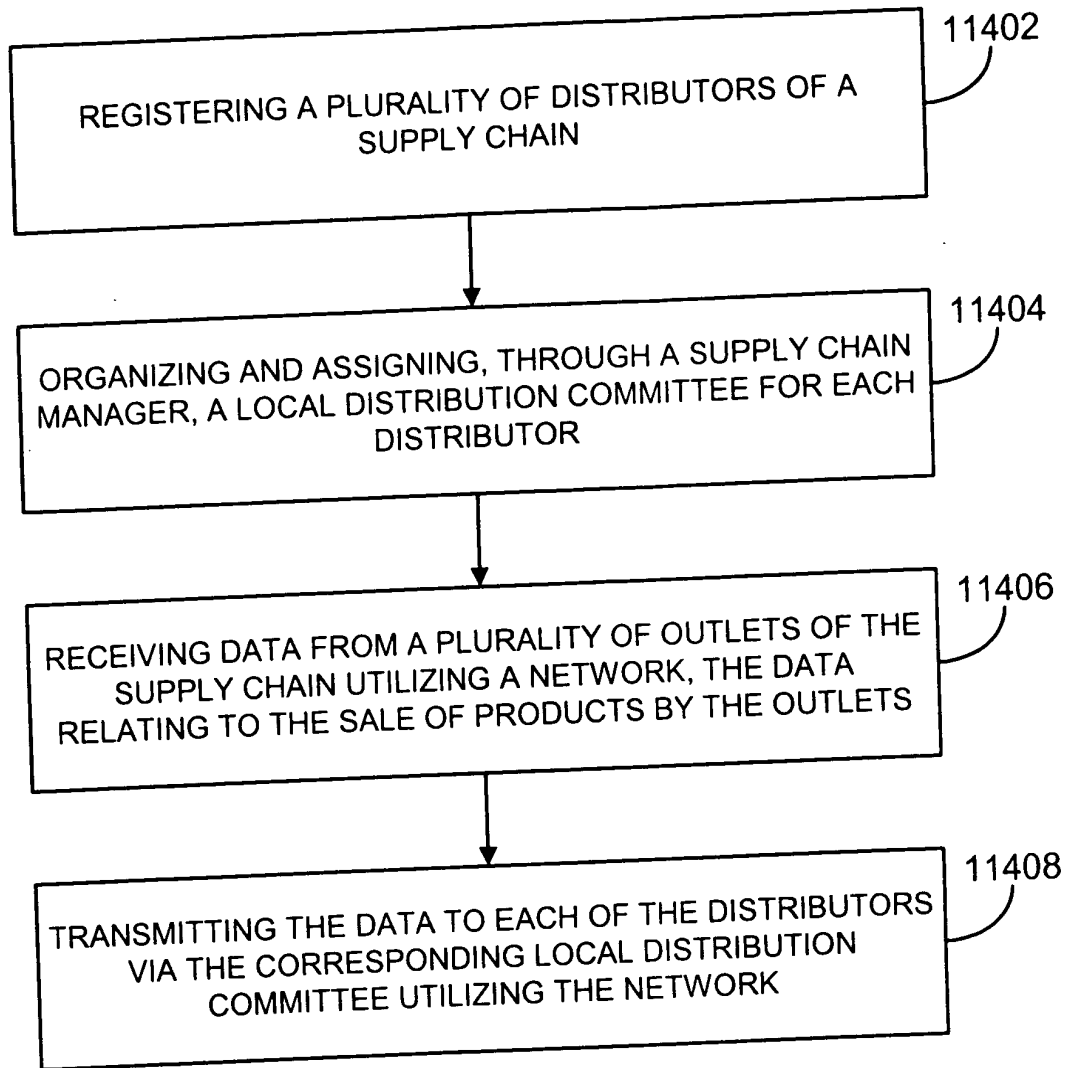 11402
REGISTERING A PLURALITY OF DISTRIBUTORS OF A
SUPPLY CHAIN
11404
ORGANIZING AND ASSIGNING, THROUGH A SUPPLY CHAIN
MANAGER, A LOCAL DISTRIBUTION COMMITTEE FOR EACH
DISTRIBUTOR
11406
RECEIVING DATA FROM A PLURALITY OF OUTLETS OF THE
SUPPLY CHAIN UTILIZING A NETWORK, THE DATA
RELATING TO THE SALE OF PRODUCTS BY THE OUTLETS
11408
TRANSMITTING THE DATA TO EACH OF THE DISTRIBUTORS
VIA THE CORRESPONDING LOCAL DISTRIBUTION
COMMITTEE UTILIZING THE NETWORK